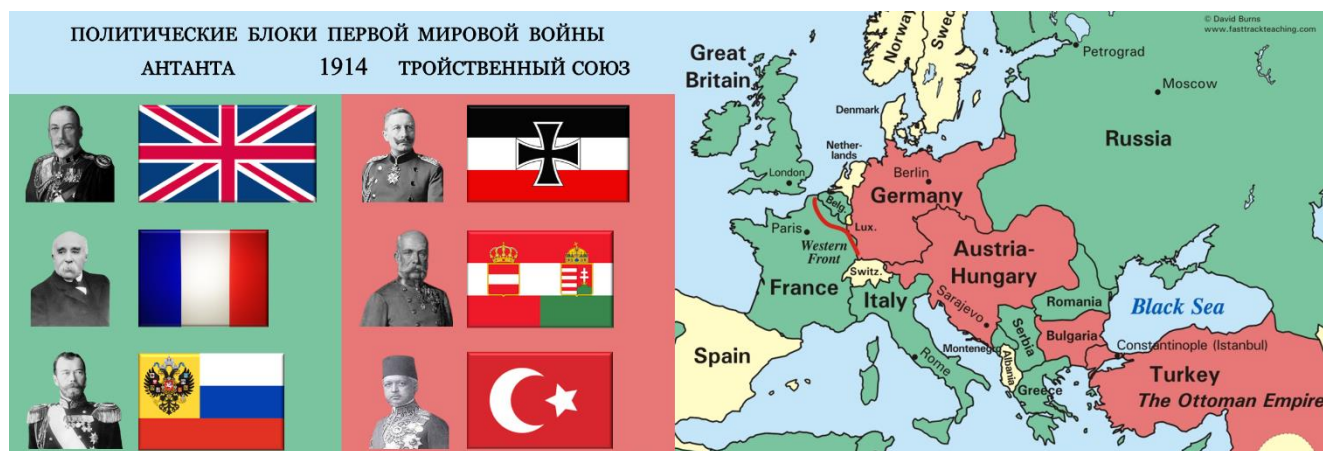 ПОЛИТИЧЕСКИЕ БЛОКИ ПЕРВОЙ МИРОВОЙ ВОЙНЫ
АНТАНТА 1914 ТРОЙСТВЕННЫЙ СОЮЗ
© David Burns
www.fasttrackteaching.com
Norway
Sweden
Petrograd
Great
Britain
Moscow
Denmark
Russia
Nether-
lands
London
Berlin
Germany
Belg.
Paris
Lux.
Western
Front
Austria-
Hungary
Switz.
France
Italy
Sarajevo
Romania
Black Sea
Serbia
Montenegro
Bulgaria
Constantinople (Istanbul)
Spain
Rome
Albania
Turkey
Greece
The Ottoman Empire